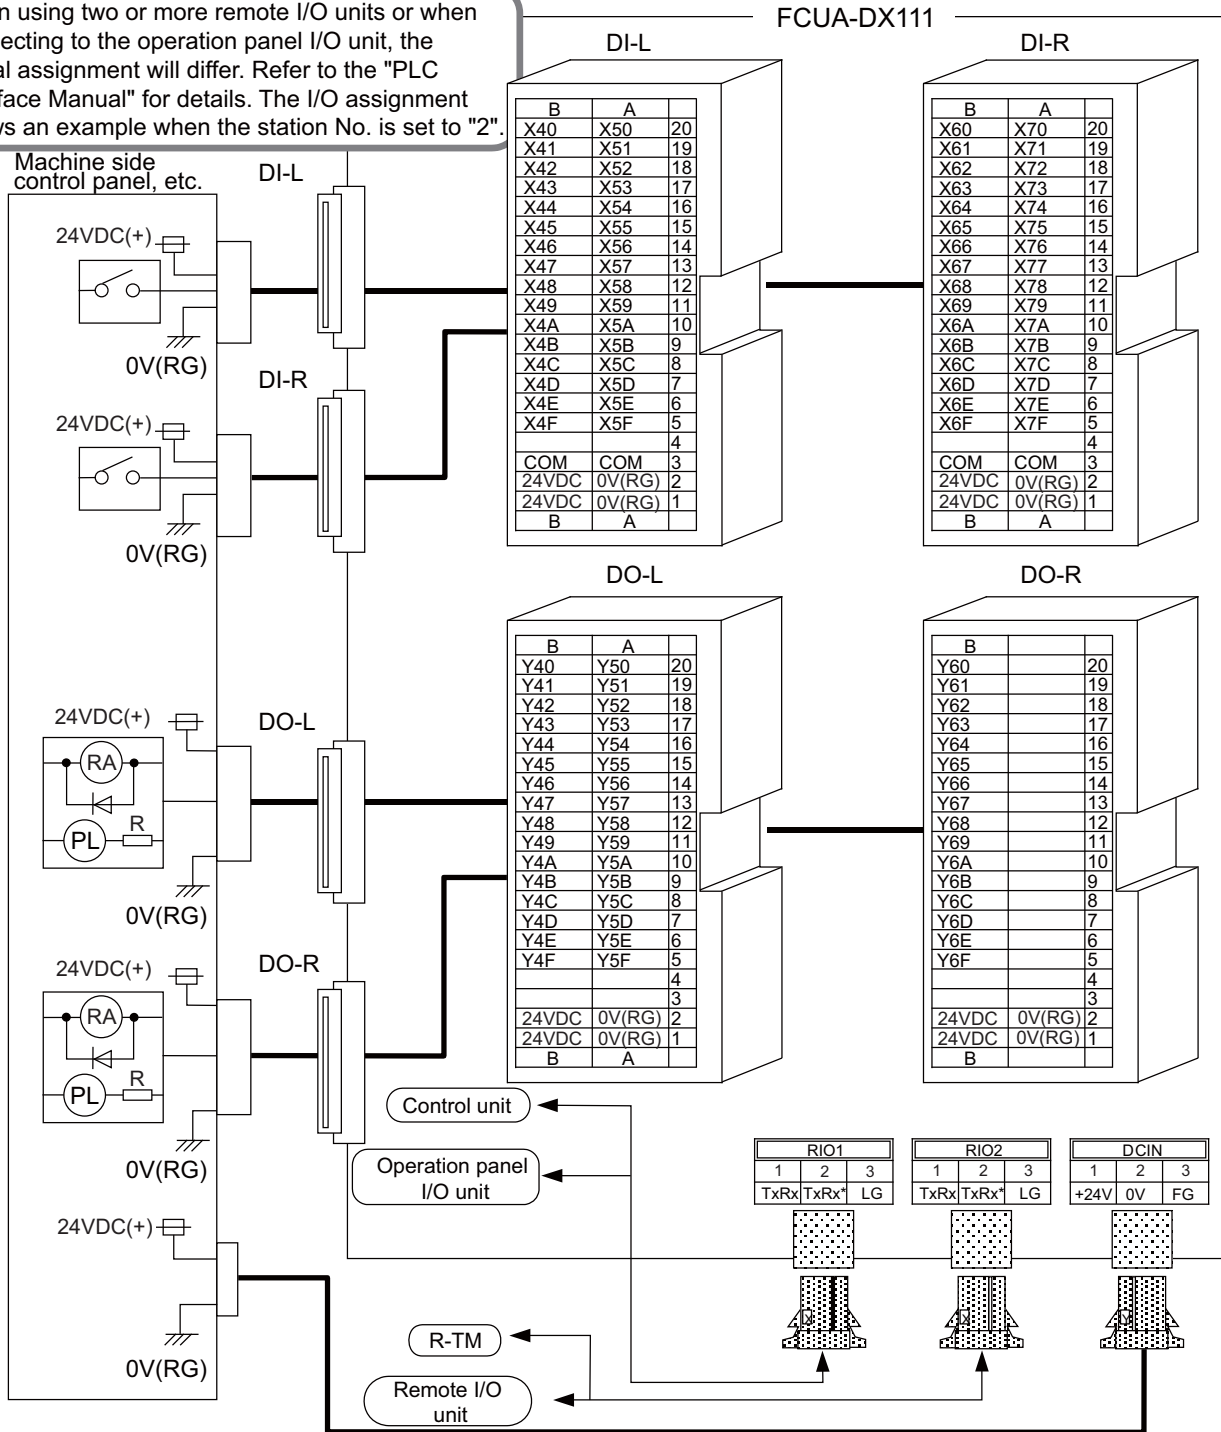 n using two or more remote I/O units or when
ecting to the operation panel I/O unit, the
al assignment will differ. Refer to the "PLC
face Manual" for details. The I/O assignment
ws an example when the station No. is set to "2".
FCUA-DX111
Machine side
control panel, etc.
24VDC(+)
0V(RG)
24VDC(+)
0V(RG)
24VDC(+)
RA
PL
R
0V(RG)
24VDC(+)
RA
PL
R
0V(RG)
24VDC(+)
0V(RG)
DI-L
DI-R
DO-L
DO-R
DI-L
B A
X40 X50 20
X41 X51 19
X42 X52 18
X43 X53 17
X44 X54 16
X45 X55 15
X46 X56 14
X47 X57 13
X48 X58 12
X49 X59 11
X4A X5A 10
X4B X5B 9
X4C X5C 8
X4D X5D 7
X4E X5E 6
X4F X5F 5
4
COM COM 3
24VDC 0V(RG) 2
24VDC 0V(RG) 1
B A
DI-R
B A
X60 X70 20
X61 X71 19
X62 X72 18
X63 X73 17
X64 X74 16
X65 X75 15
X66 X76 14
X67 X77 13
X68 X78 12
X69 X79 11
X6A X7A 10
X6B X7B 9
X6C X7C 8
X6D X7D 7
X6E X7E 6
X6F X7F 5
4
COM COM 3
24VDC 0V(RG) 2
24VDC 0V(RG) 1
B A
DO-L
B A
Y40 Y50 20
Y41 Y51 19
Y42 Y52 18
Y43 Y53 17
Y44 Y54 16
Y45 Y55 15
Y46 Y56 14
Y47 Y57 13
Y48 Y58 12
Y49 Y59 11
Y4A Y5A 10
Y4B Y5B 9
Y4C Y5C 8
Y4D Y5D 7
Y4E Y5E 6
Y4F Y5F 5
4
3
24VDC 0V(RG) 2
24VDC 0V(RG) 1
B A
DO-R
B
Y60 20
Y61 19
Y62 18
Y63 17
Y64 16
Y65 15
Y66 14
Y67 13
Y68 12
Y69 11
Y6A 10
Y6B 9
Y6C 8
Y6D 7
Y6E 6
Y6F 5
4
3
24VDC 0V(RG) 2
24VDC 0V(RG) 1
B
Control unit
Operation panel
I/O unit
R-TM
Remote I/O
unit
RIO1
1 2 3
TxRx TxRx* LG
RIO2
1 2 3
TxRx TxRx* LG
DCIN
1 2 3
+24V 0V FG
X
X
Y